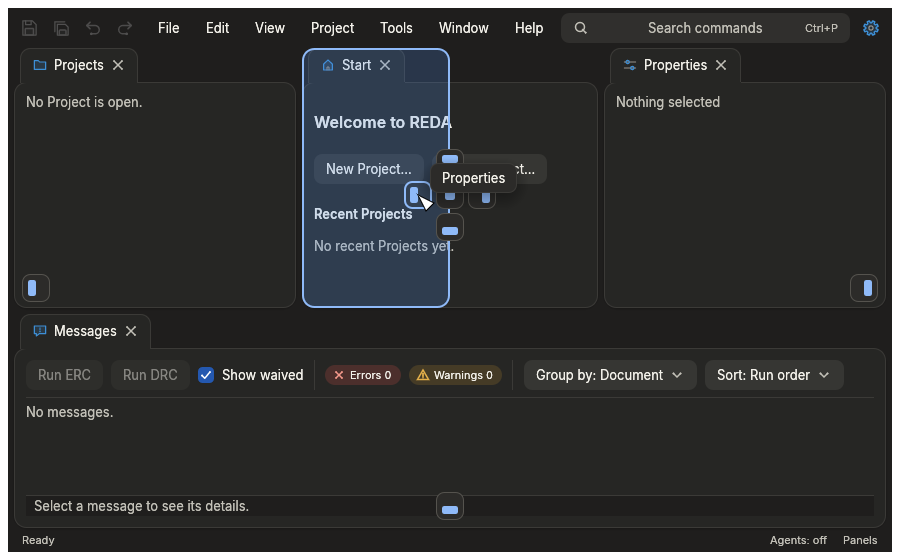 File Edit View Project Tools Window Help Search commands Ctrl+P
Projects Start Properties
No Project is open.
Nothing selected
Welcome to REDA
New Project...
Properties
Recent Projects
No recent Projects yet.
Messages
Run ERC Run DRC Show waived Errors 0 Warnings 0 Group by: Document Sort: Run order
No messages.
Select a message to see its details.
Ready Agents: off Panels